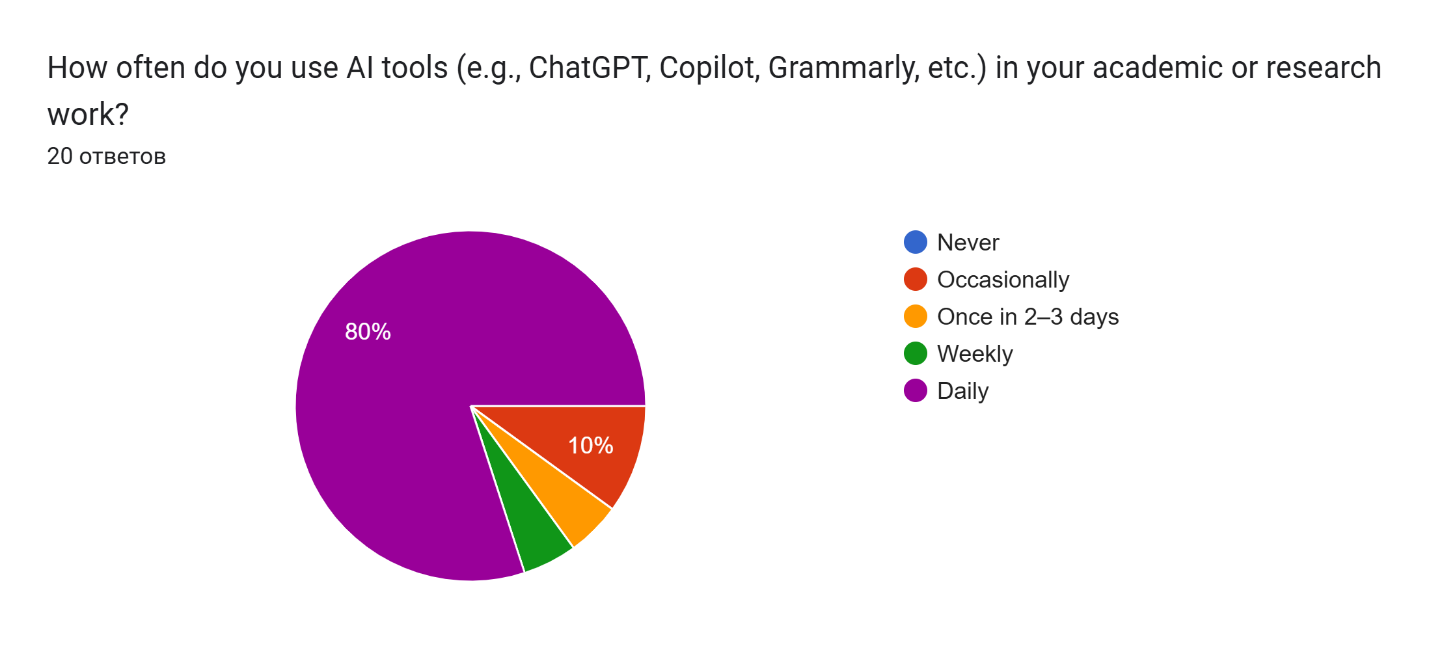 How often do you use AI tools (e.g., ChatGPT, Copilot, Grammarly, etc.) in your academic or research
work?
20 ответов
80%
10%
Never
Occasionally
Once in 2–3 days
Weekly
Daily